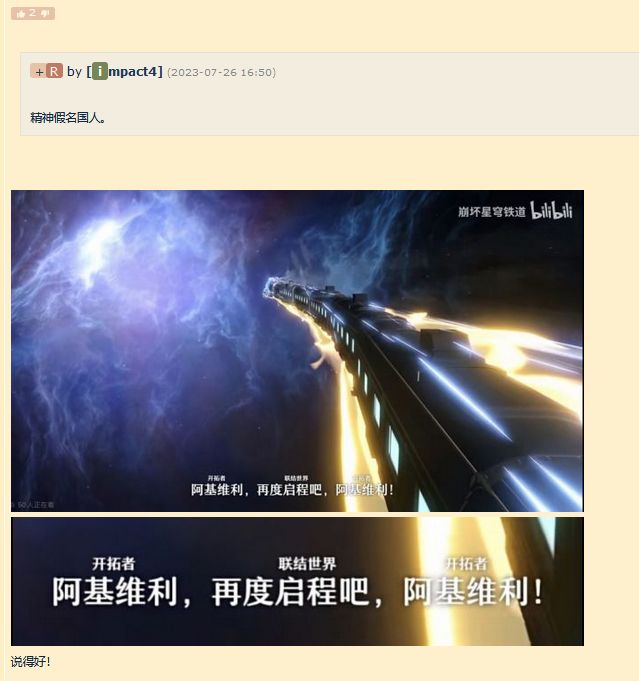 2
+ R by [impact4] (2023-07-26 16:50)
精神假名国人。
崩坏星穹铁道 bilibili
开拓者 联结世界 开拓者
阿基维利，再度启程吧，阿基维利！
50人正在看
开拓者 联结世界 开拓者
阿基维利，再度启程吧，阿基维利！
说得好！